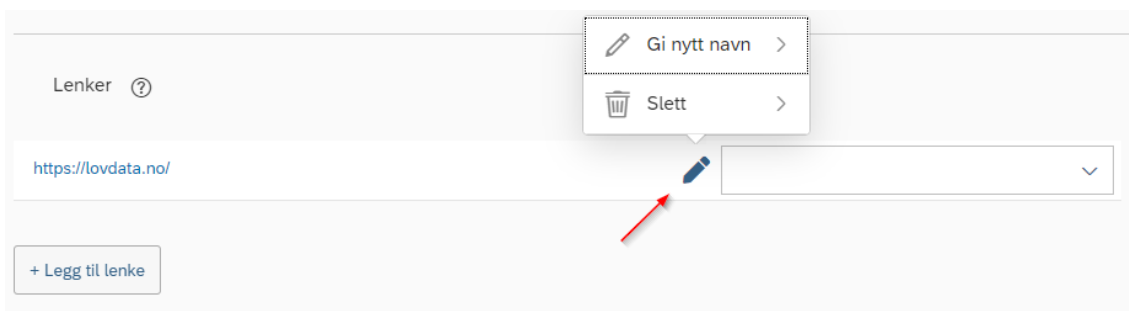 Gi nytt navn
Lenker
Slett
https://lovdata.no/
+ Legg til lenke